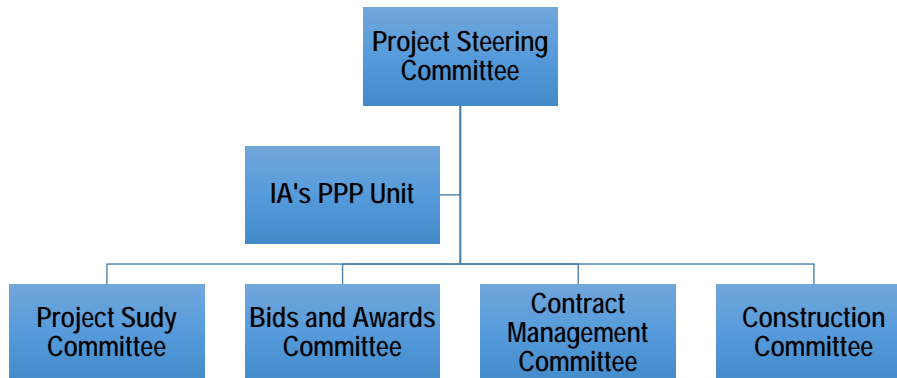 Project Steering
Committee
IA's PPP Unit
Project Sudy
Committee
Bids and Awards
Committee
Contract
Management
Committee
Construction
Committee